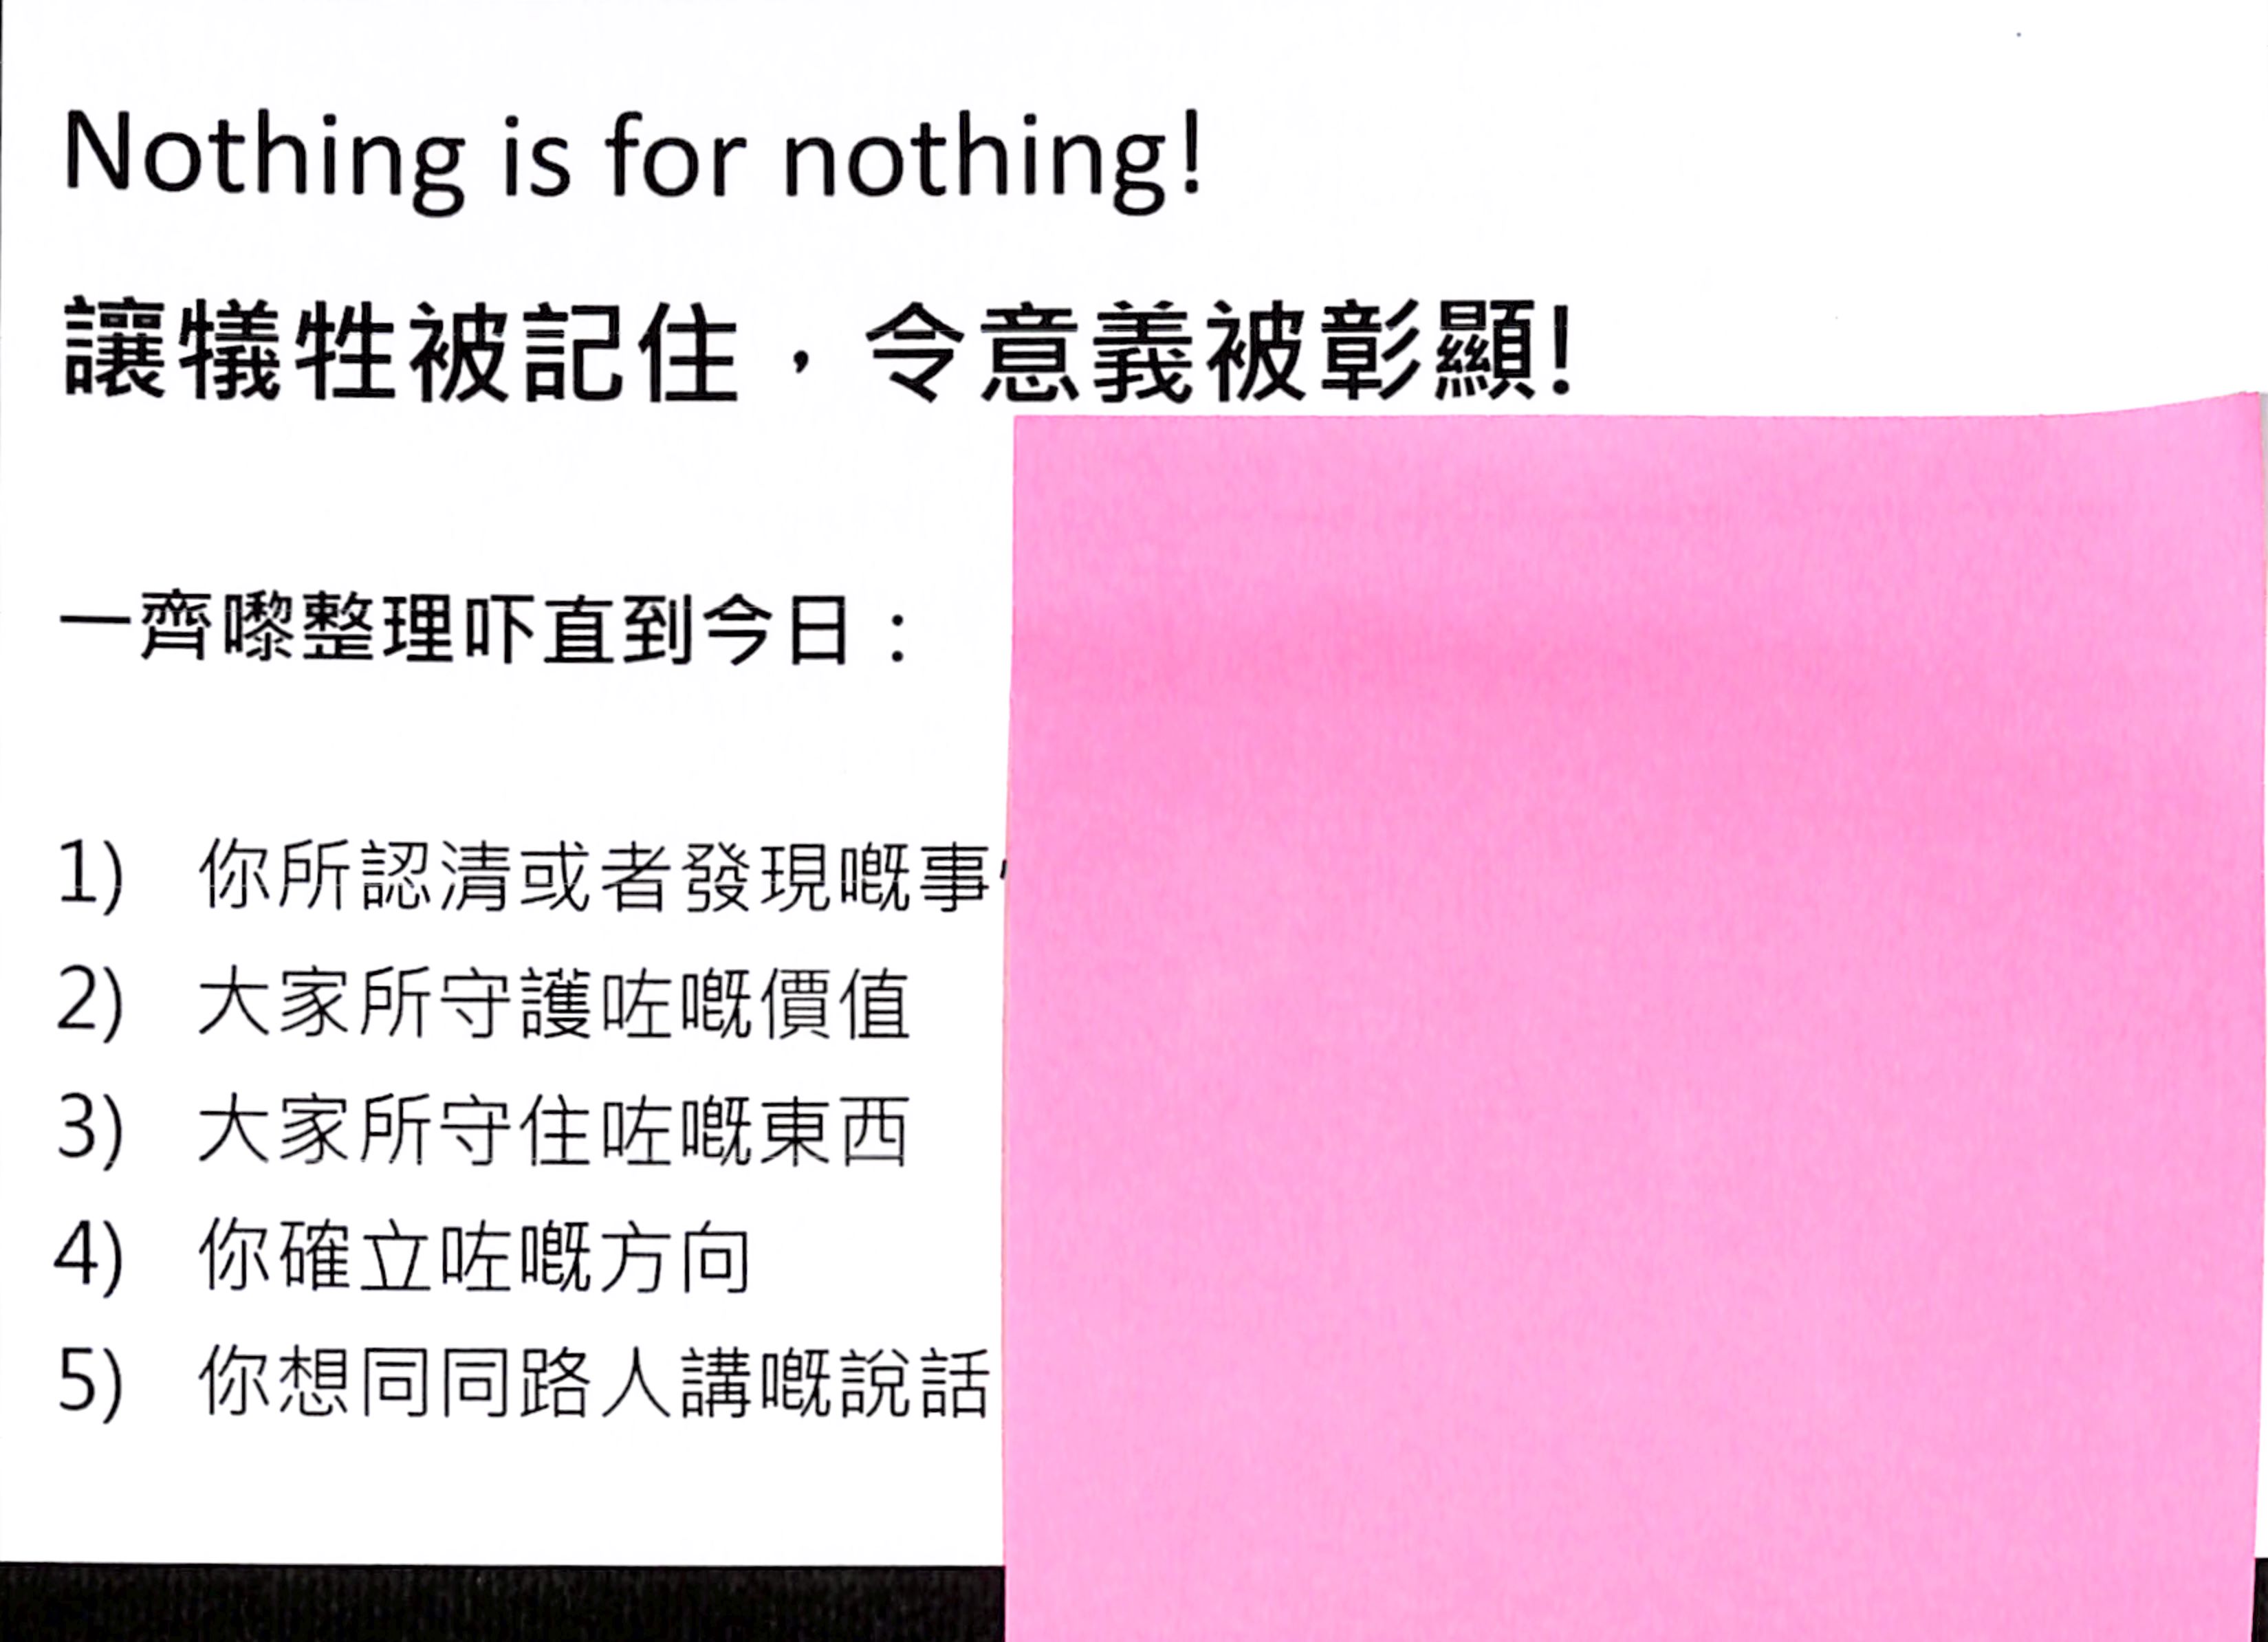 Nothing is for nothing!
讓犧牲被記住，令意義被彰顯!
一齊嚟整理吓直到今日：
1) 你所認清或者發現嘅事
2) 大家所守護咗嘅價值
3) 大家所守住咗嘅東西
4) 你確立咗嘅方向
5) 你想同同路人講嘅說話